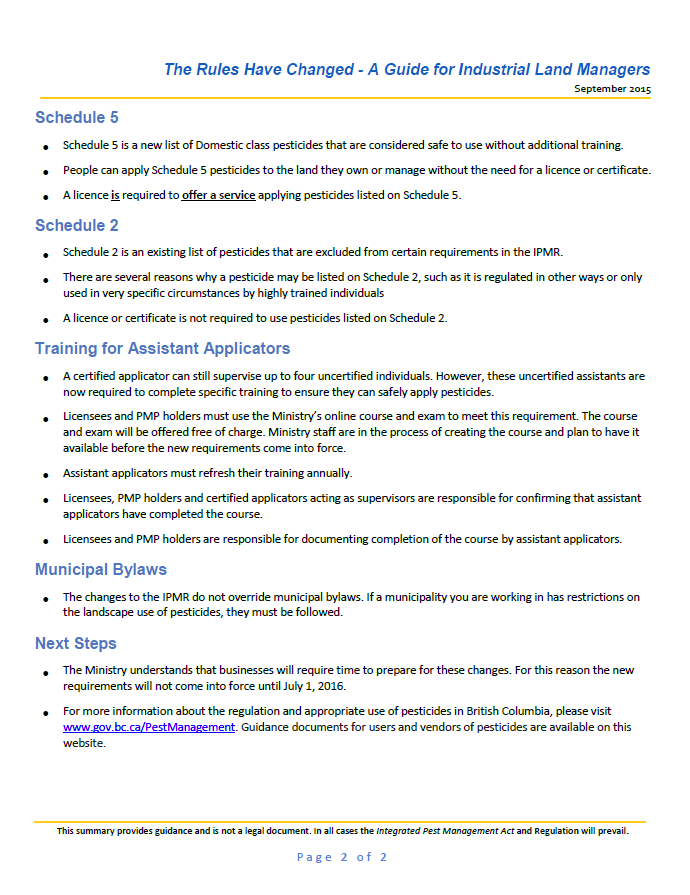 The Rules Have Changed - A Guide for Industrial Land Managers
September 2015
Schedule 5
• Schedule 5 is a new list of Domestic class pesticides that are considered safe to use without additional training.
• People can apply Schedule 5 pesticides to the land they own or manage without the need for a licence or certificate.
• A licence is required to offer a service applying pesticides listed on Schedule 5.
Schedule 2
• Schedule 2 is an existing list of pesticides that are excluded from certain requirements in the IPMR.
• There are several reasons why a pesticide may be listed on Schedule 2, such as it is regulated in other ways or only
used in very specific circumstances by highly trained individuals
• A licence or certificate is not required to use pesticides listed on Schedule 2.
Training for Assistant Applicators
• A certified applicator can still supervise up to four uncertified individuals. However, these uncertified assistants are
now required to complete specific training to ensure they can safely apply pesticides.
• Licensees and PMP holders must use the Ministry's online course and exam to meet this requirement. The course
and exam will be offered free of charge. Ministry staff are in the process of creating the course and plan to have it
available before the new requirements come into force.
• Assistant applicators must refresh their training annually.
• Licensees, PMP holders and certified applicators acting as supervisors are responsible for confirming that assistant
applicators have completed the course.
• Licensees and PMP holders are responsible for documenting completion of the course by assistant applicators.
Municipal Bylaws
• The changes to the IPMR do not override municipal bylaws. If a municipality you are working in has restrictions on
the landscape use of pesticides, they must be followed.
Next Steps
• The Ministry understands that businesses will require time to prepare for these changes. For this reason the new
requirements will not come into force until July 1, 2016.
• For more information about the regulation and appropriate use of pesticides in British Columbia, please visit
www.gov.bc.ca/PestManagement. Guidance documents for users and vendors of pesticides are available on this
website.
This summary provides guidance and is not a legal document. In all cases the Integrated Pest Management Act and Regulation will prevail.
Page 2 of 2